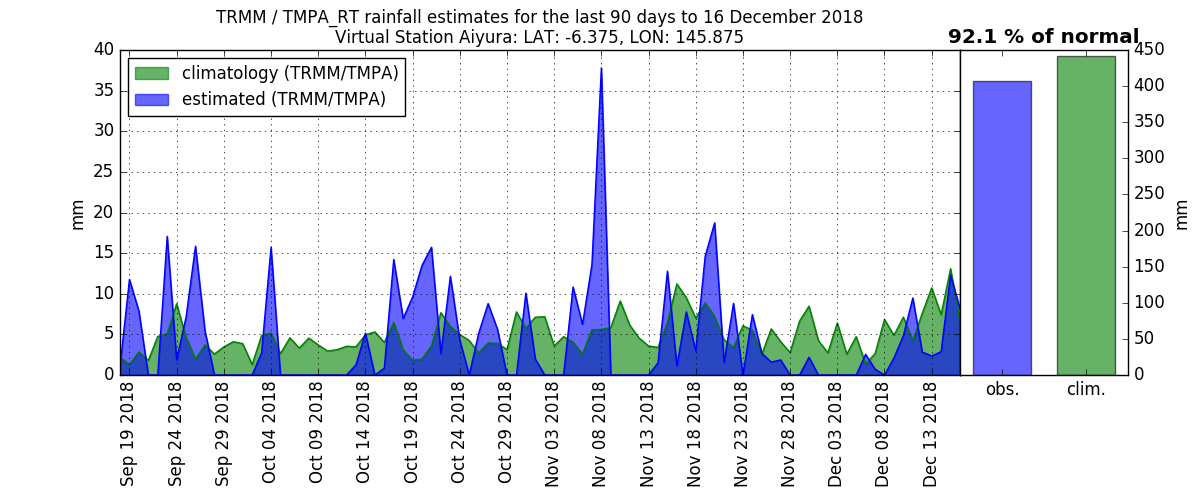 TRMM / TMPA_RT rainfall estimates for the last 90 days to 16 December 2018
Virtual Station Aiyura: LAT: -6.375, LON: 145.875
92.1 % of normal
climatology (TRMM/TMPA)
estimated (TRMM/TMPA)
mm
40
35
30
25
20
15
10
5
0
Sep 19 2018
Sep 24 2018
Sep 29 2018
Oct 04 2018
Oct 09 2018
Oct 14 2018
Oct 19 2018
Oct 24 2018
Oct 29 2018
Nov 03 2018
Nov 08 2018
Nov 13 2018
Nov 18 2018
Nov 23 2018
Nov 28 2018
Dec 03 2018
Dec 08 2018
Dec 13 2018
obs.
clim.
450
400
350
300
250
200
150
100
50
0
mm